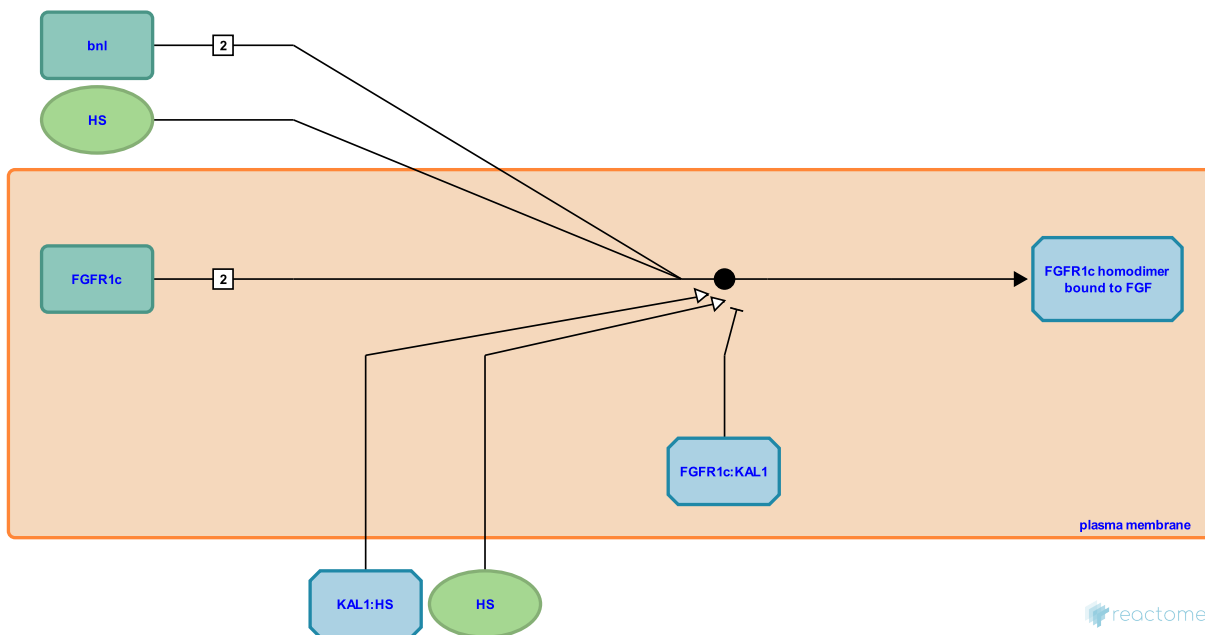 bnl
2
HS
FGFR1c
2
FGFR1c homodimer
bound to FGF
FGFR1c:KAL1
plasma membrane
KAL1:HS
HS
reactome